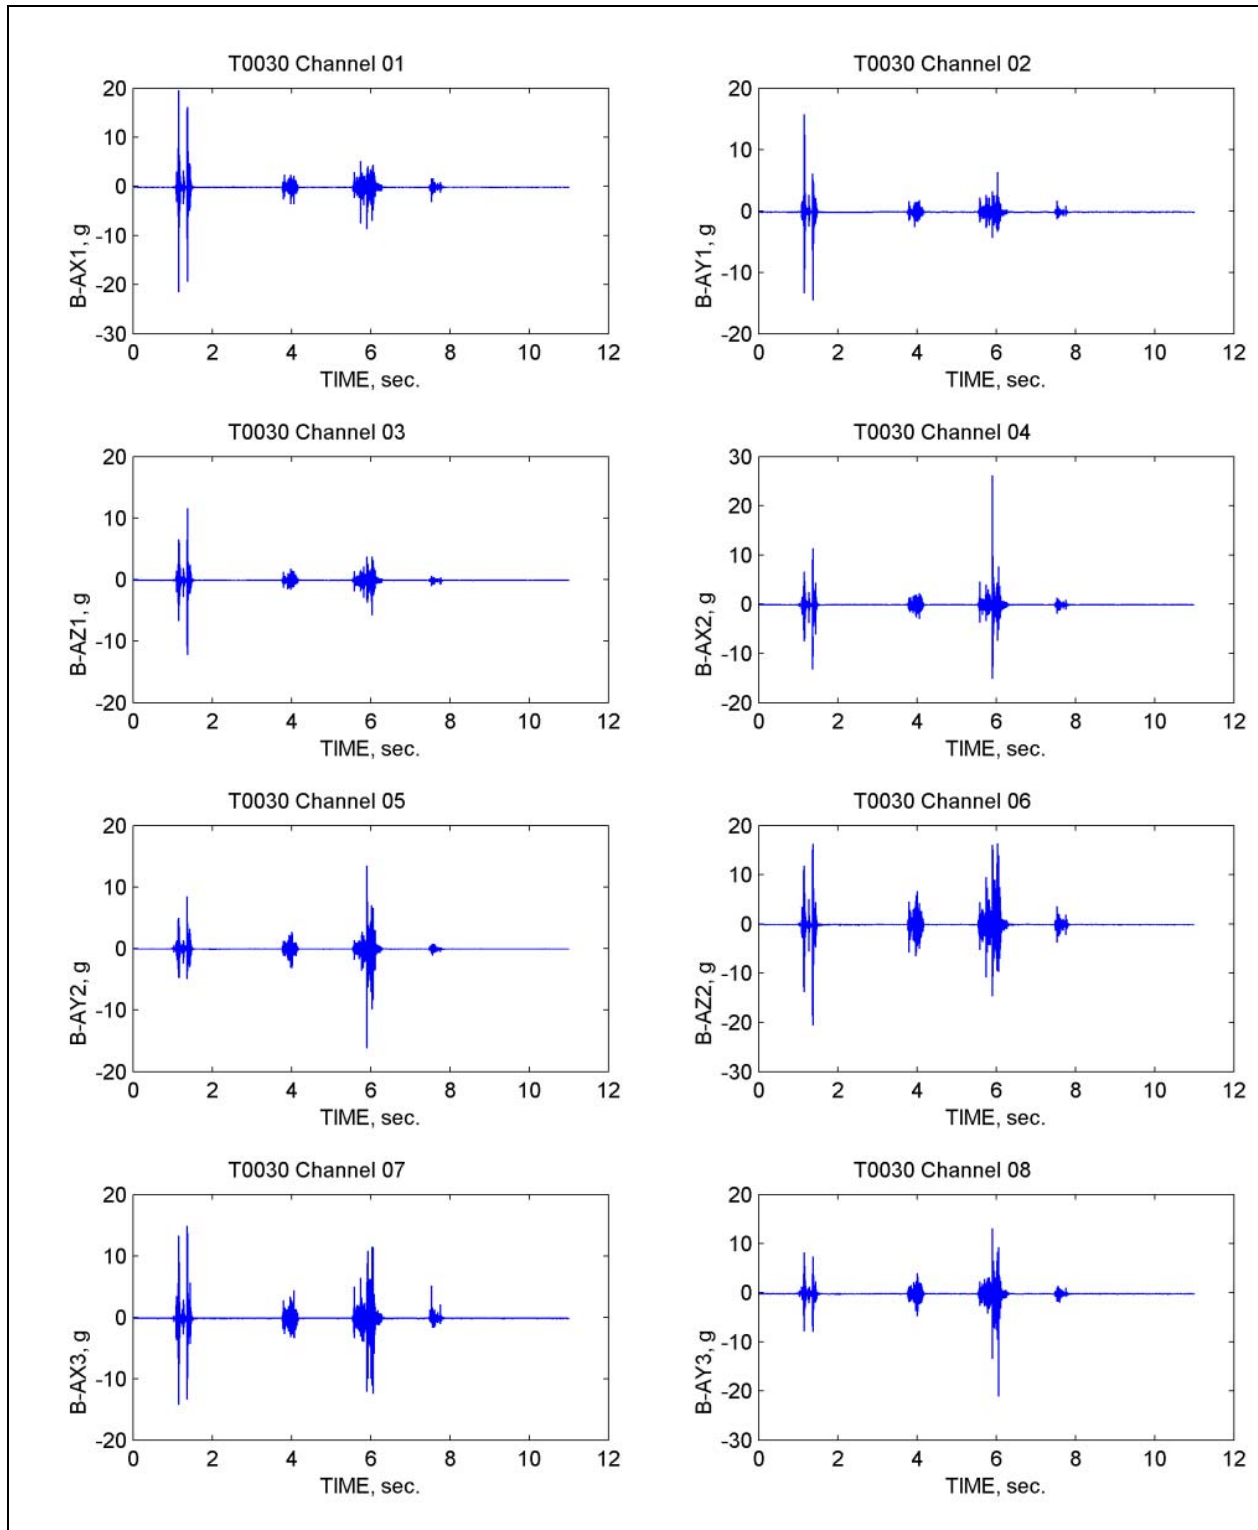 T0030 Channel 01
20
10
0
-10
-20
-30
B-AX1, g
0 2 4 6 8 10 12
TIME, sec.
T0030 Channel 02
20
10
0
-10
-20
B-AY1, g
0 2 4 6 8 10 12
TIME, sec.
T0030 Channel 03
20
10
0
-10
-20
B-AZ1, g
0 2 4 6 8 10 12
TIME, sec.
T0030 Channel 04
30
20
10
0
-10
-20
B-AX2, g
0 2 4 6 8 10 12
TIME, sec.
T0030 Channel 05
20
10
0
-10
-20
B-AY2, g
0 2 4 6 8 10 12
TIME, sec.
T0030 Channel 06
20
10
0
-10
-20
-30
B-AZ2, g
0 2 4 6 8 10 12
TIME, sec.
T0030 Channel 07
20
10
0
-10
-20
B-AX3, g
0 2 4 6 8 10 12
TIME, sec.
T0030 Channel 08
20
10
0
-10
-20
-30
B-AY3, g
0 2 4 6 8 10 12
TIME, sec.